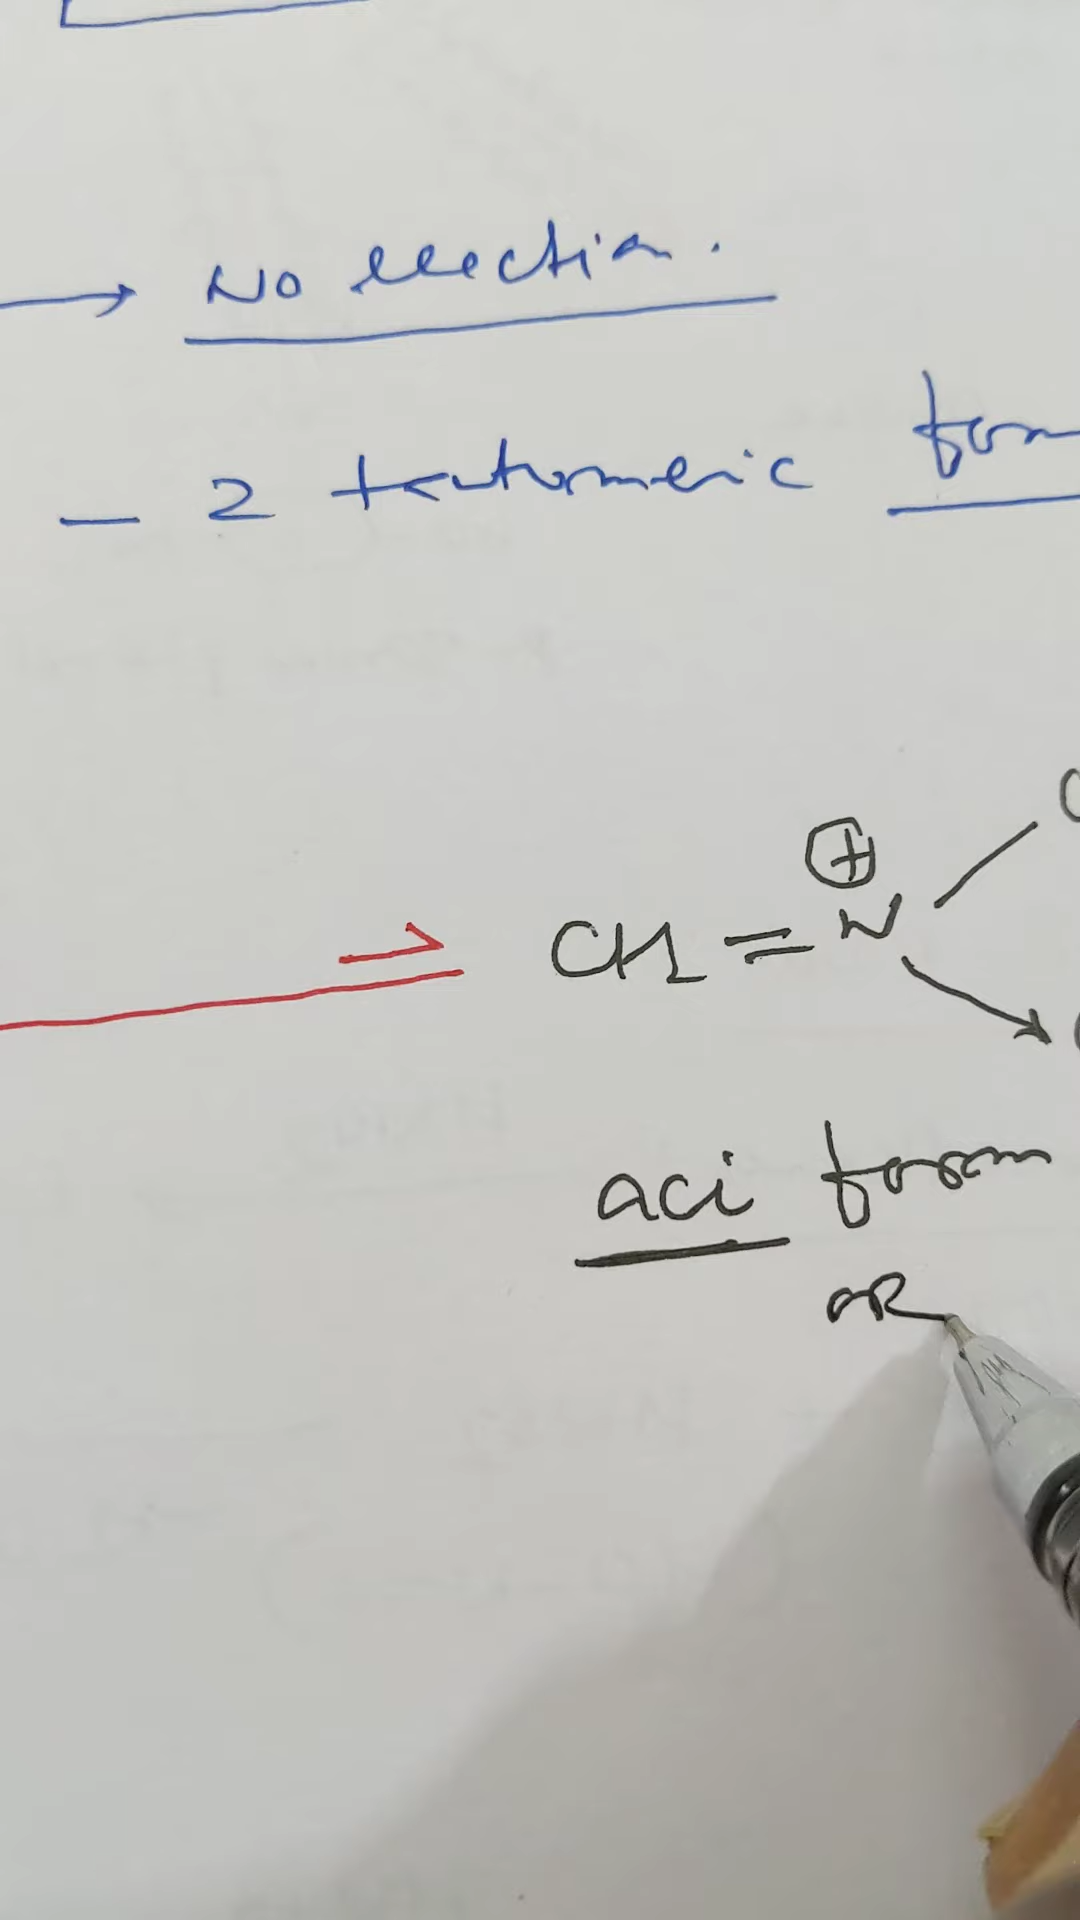 → No reaction.
- 2 tautomeric form
⊕
⇌ CH2 = N
aci form
OR